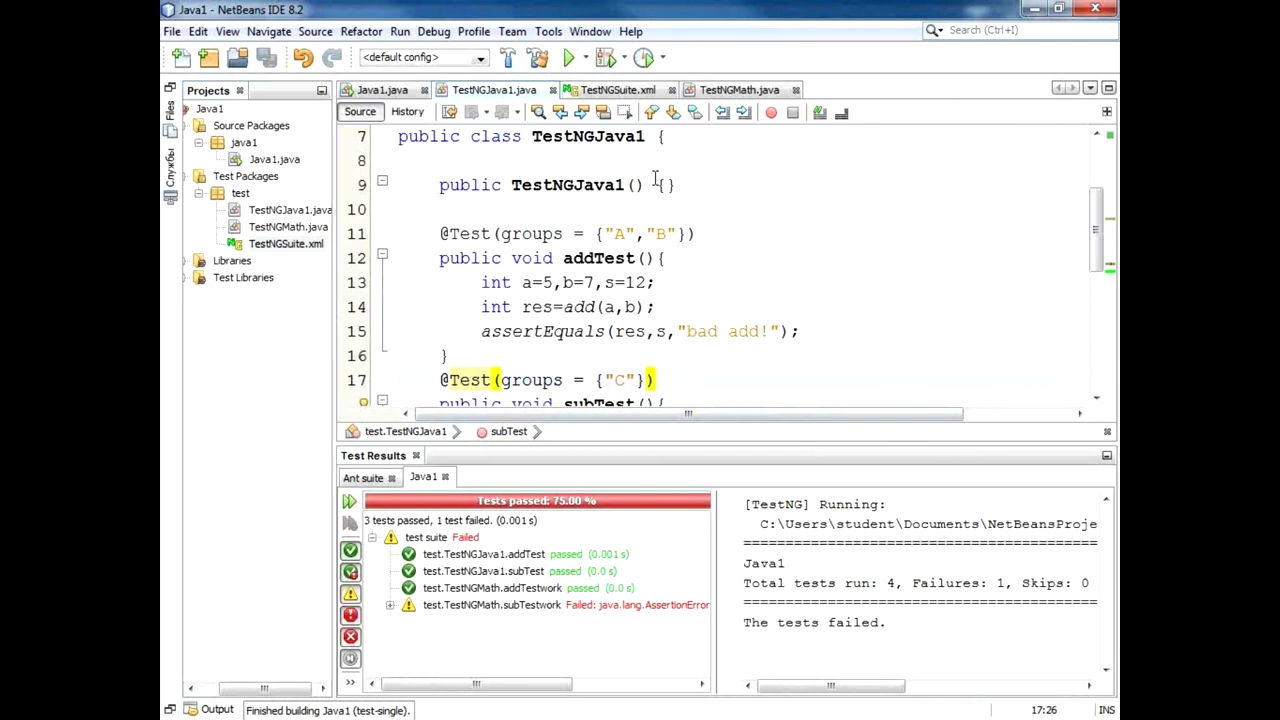 Java1 - NetBeans IDE 8.2
File Edit View Navigate Source Refactor Run Debug Profile Team Tools Window Help
Search (Ctrl+I)
<default config>
Projects
Java1.java TestNGJava1.java TestNGSuite.xml TestNGMath.java
Files
Службы
Java1
Source Packages
java1
Java1.java
Test Packages
test
TestNGJava1.java
TestNGMath.java
TestNGSuite.xml
Libraries
Test Libraries
Source History
7 public class TestNGJava1 {
8
9 public TestNGJava1() {}
10
11 @Test(groups = {"A","B"})
12 public void addTest(){
13 int a=5,b=7,s=12;
14 int res=add(a,b);
15 assertEquals(res,s,"bad add!");
16 }
17 @Test(groups = {"C"})
public void subTest(){
test.TestNGJava1 subTest
Test Results
Ant suite Java1
Tests passed: 75.00 %
3 tests passed, 1 test failed. (0.001 s)
test suite Failed
test.TestNGJava1.addTest passed (0.001 s)
test.TestNGJava1.subTest passed (0.0 s)
test.TestNGMath.addTestwork passed (0.0 s)
test.TestNGMath.subTestwork Failed: java.lang.AssertionError
[TestNG] Running:
C:\Users\student\Documents\NetBeansProje
===============================================
Java1
Total tests run: 4, Failures: 1, Skips: 0
===============================================
The tests failed.
Output Finished building Java1 (test-single). 17:26 INS